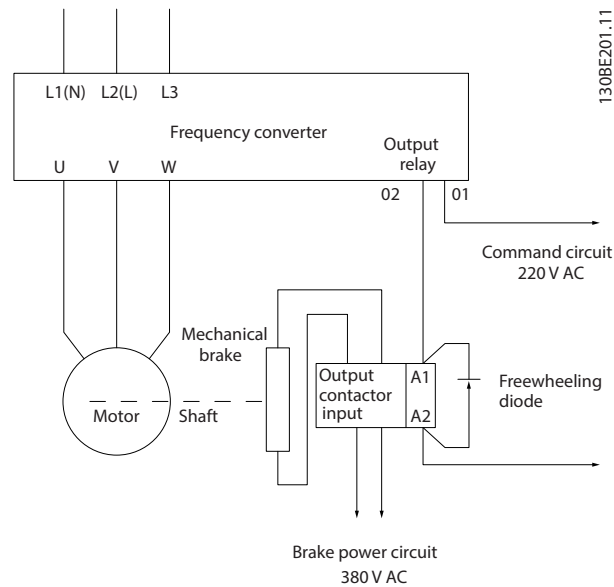 130BE201.11
L1(N) L2(L) L3
Frequency converter
Output
relay
U V W
02 01
Command circuit
220 V AC
Mechanical
brake
Output
contactor
input
A1
A2
Freewheeling
diode
Motor
Shaft
Brake power circuit
380 V AC